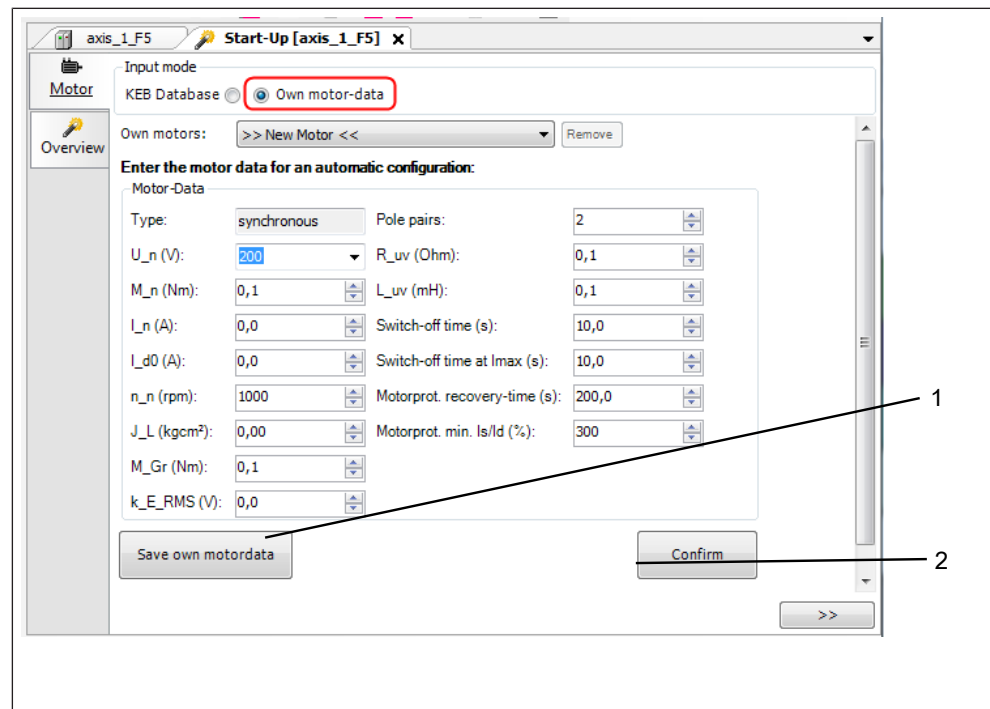 axis_1_F5 Start-Up [axis_1_F5] x
Motor
Overview
Input mode
KEB Database Own motor-data
Own motors: >> New Motor << Remove
Enter the motor data for an automatic configuration:
Motor-Data
Type: synchronous Pole pairs: 2
U_n (V): 200 R_uv (Ohm): 0,1
M_n (Nm): 0,1 L_uv (mH): 0,1
I_n (A): 0,0 Switch-off time (s): 10,0
I_d0 (A): 0,0 Switch-off time at Imax (s): 10,0
n_n (rpm): 1000 Motorprot. recovery-time (s): 200,0
J_L (kgcm²): 0,00 Motorprot. min. Is/Id (%): 300
M_Gr (Nm): 0,1
k_E_RMS (V): 0,0
Save own motordata Confirm
>>
1
2